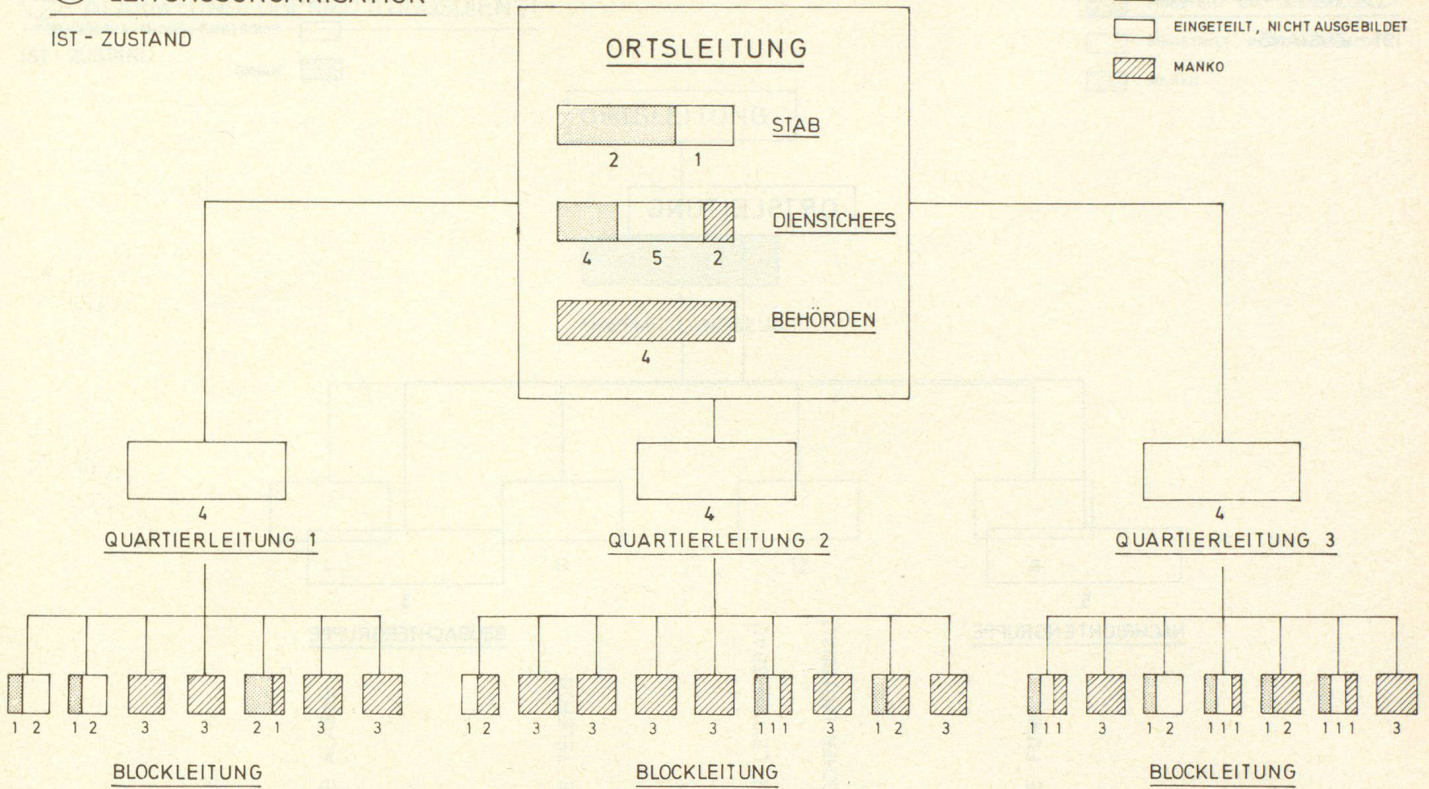 LEITUNGSORGANISATION
IST - ZUSTAND
EINGETEILT, NICHT AUSGEBILDET
MANKO
ORTSLEITUNG
STAB
2 1
DIENSTCHEFS
4 5 2
BEHÖRDEN
4
4 4 4
QUARTIERLEITUNG 1 QUARTIERLEITUNG 2 QUARTIERLEITUNG 3
1 2 1 2 3 3 2 1 3 3 1 2 3 3 3 3 1 1 1 3 1 2 3 1 1 1 3 1 2 1 1 1 1 2 1 1 1 3
BLOCKLEITUNG BLOCKLEITUNG BLOCKLEITUNG